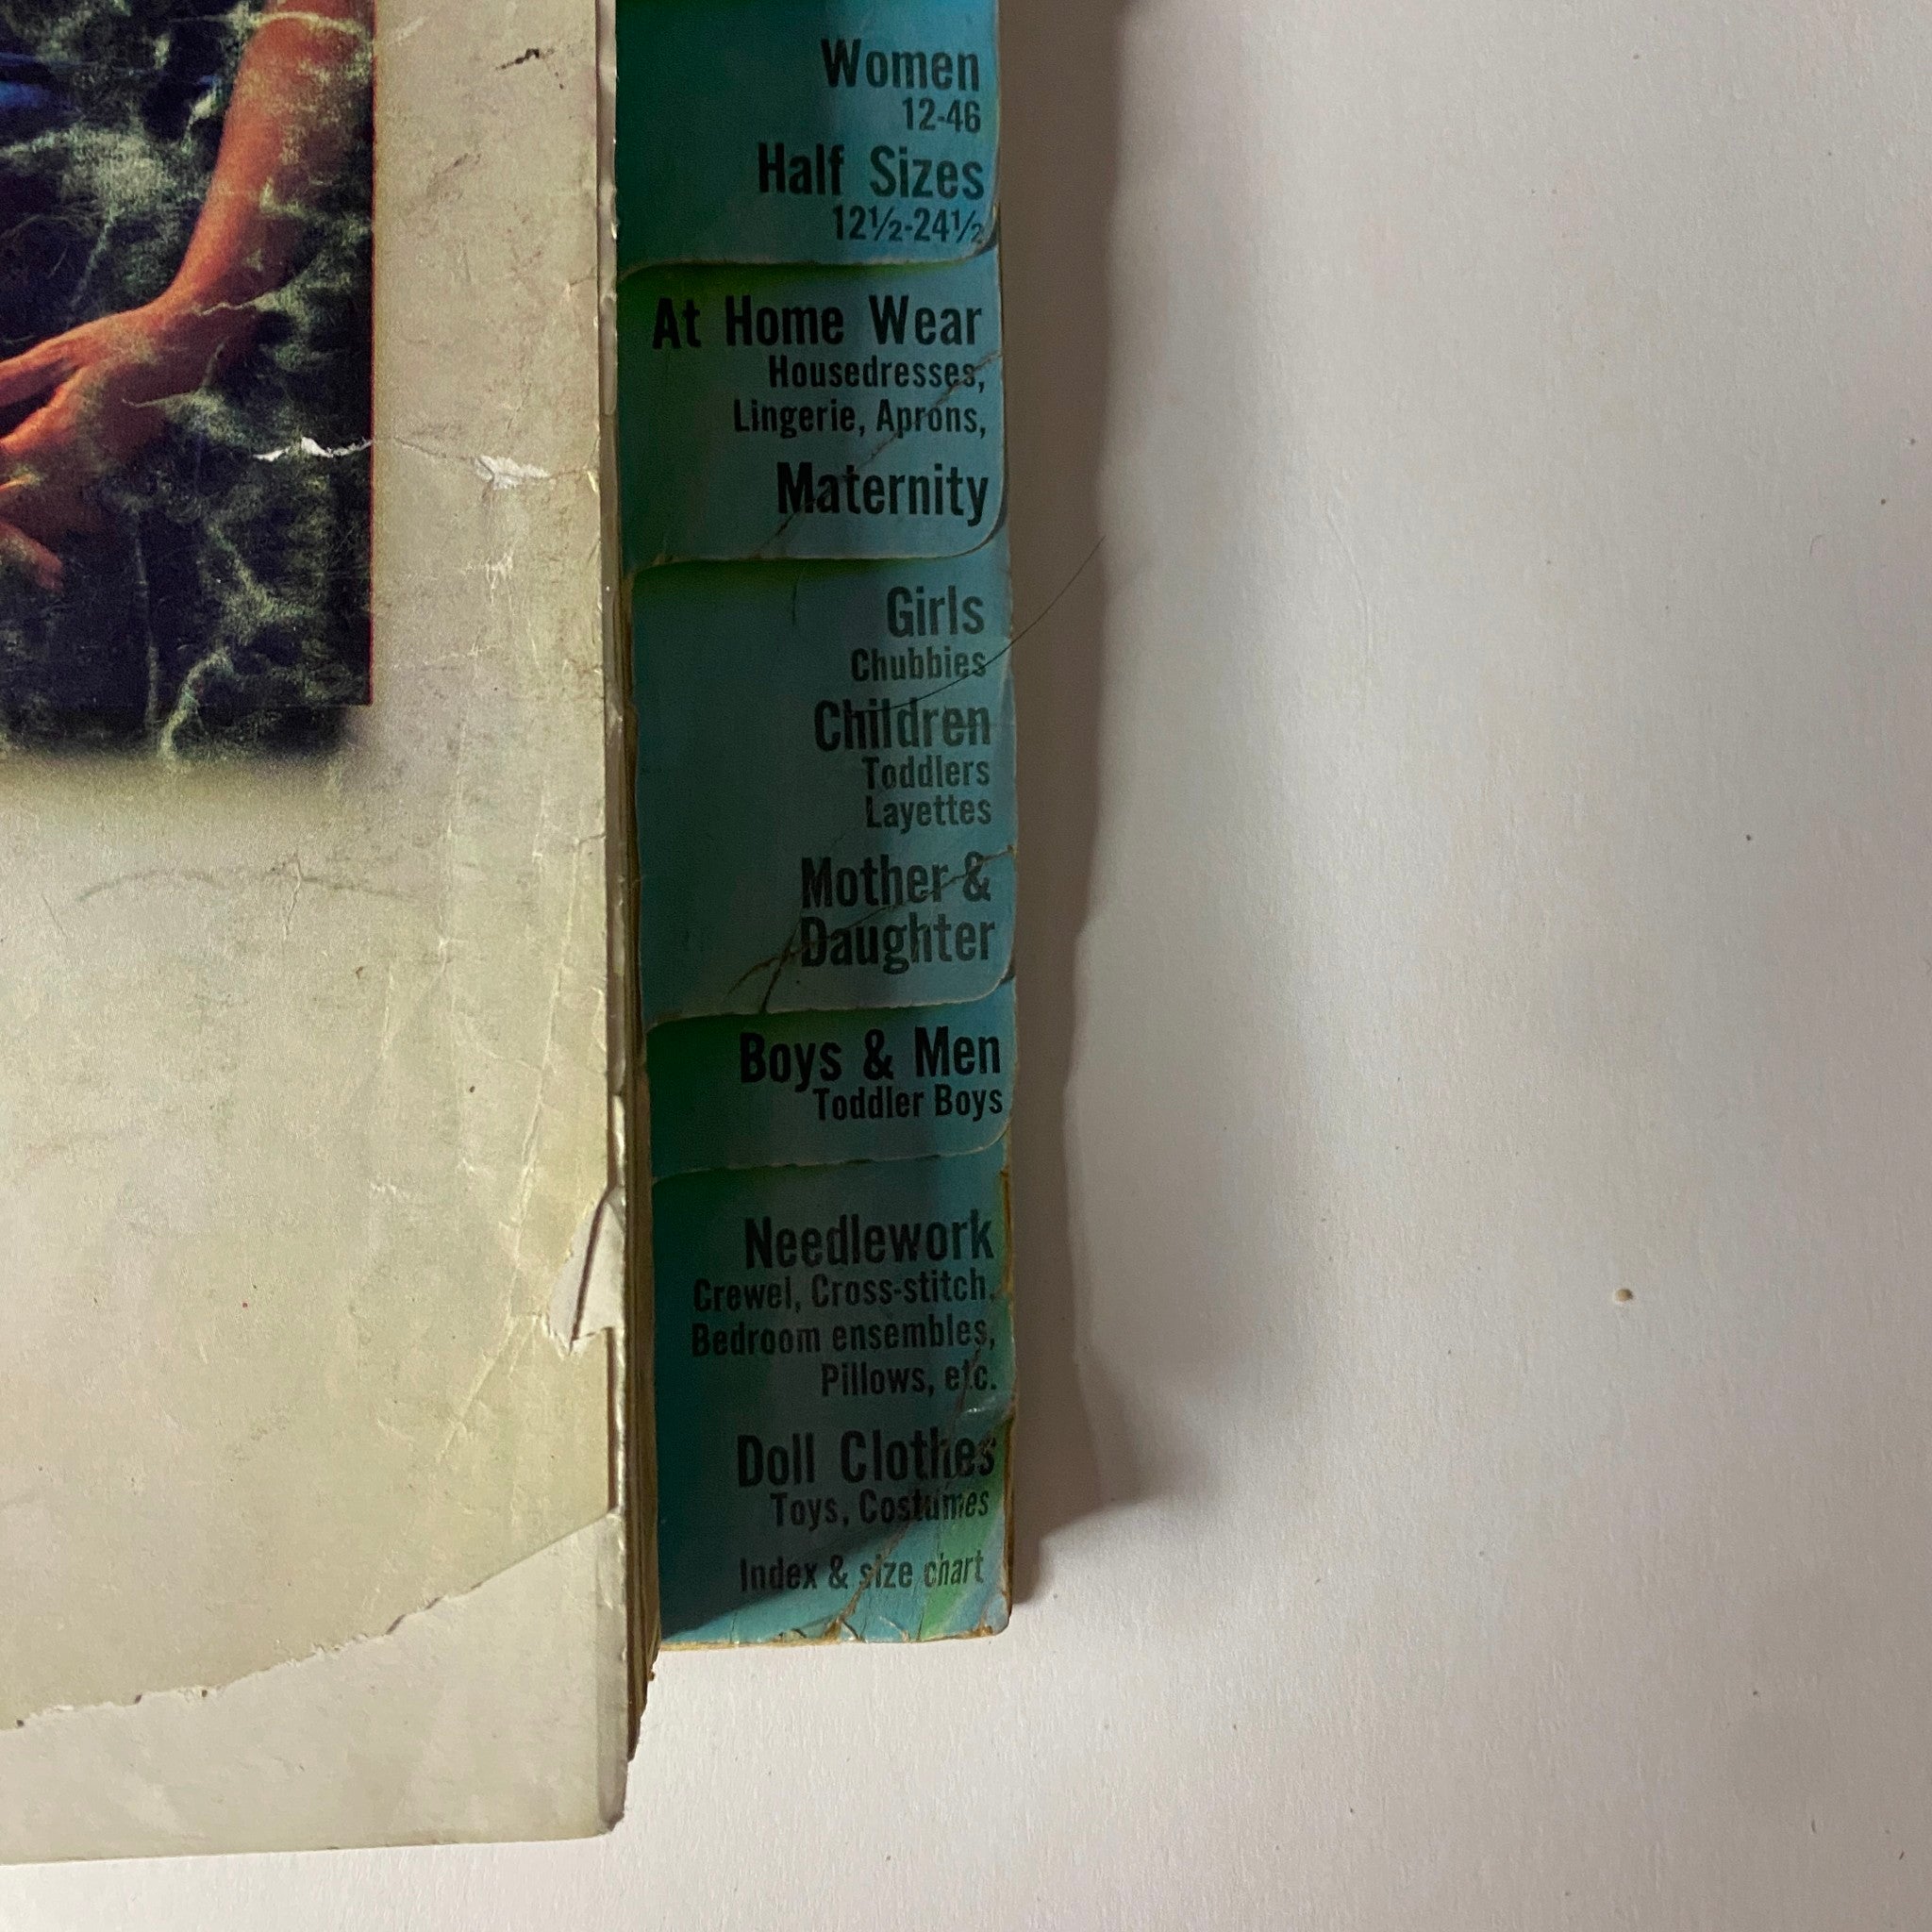 Women
12-46
Half Sizes
12½-24½
At Home Wear
Housedresses,
Lingerie, Aprons,
Maternity
Girls
Chubbies
Children
Toddlers
Layettes
Mother &
Daughter
Boys & Men
Toddler Boys
Needlework
Crewel, Cross-stitch,
Bedroom ensembles,
Pillows, etc.
Doll Clothes
Toys, Costumes
Index & size chart